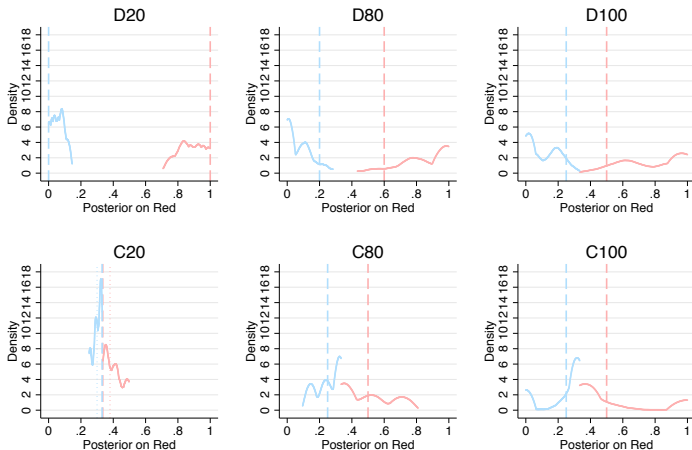 D20
D80
D100
Density
0 2 4 6 8 10 12 14 16 18
Density
0 2 4 6 8 10 12 14 16 18
Density
0 2 4 6 8 10 12 14 16 18
0 .2 .4 .6 .8 1
0 .2 .4 .6 .8 1
0 .2 .4 .6 .8 1
Posterior on Red
Posterior on Red
Posterior on Red
C20
C80
C100
Density
0 2 4 6 8 10 12 14 16 18
Density
0 2 4 6 8 10 12 14 16 18
Density
0 2 4 6 8 10 12 14 16 18
0 .2 .4 .6 .8 1
0 .2 .4 .6 .8 1
0 .2 .4 .6 .8 1
Posterior on Red
Posterior on Red
Posterior on Red